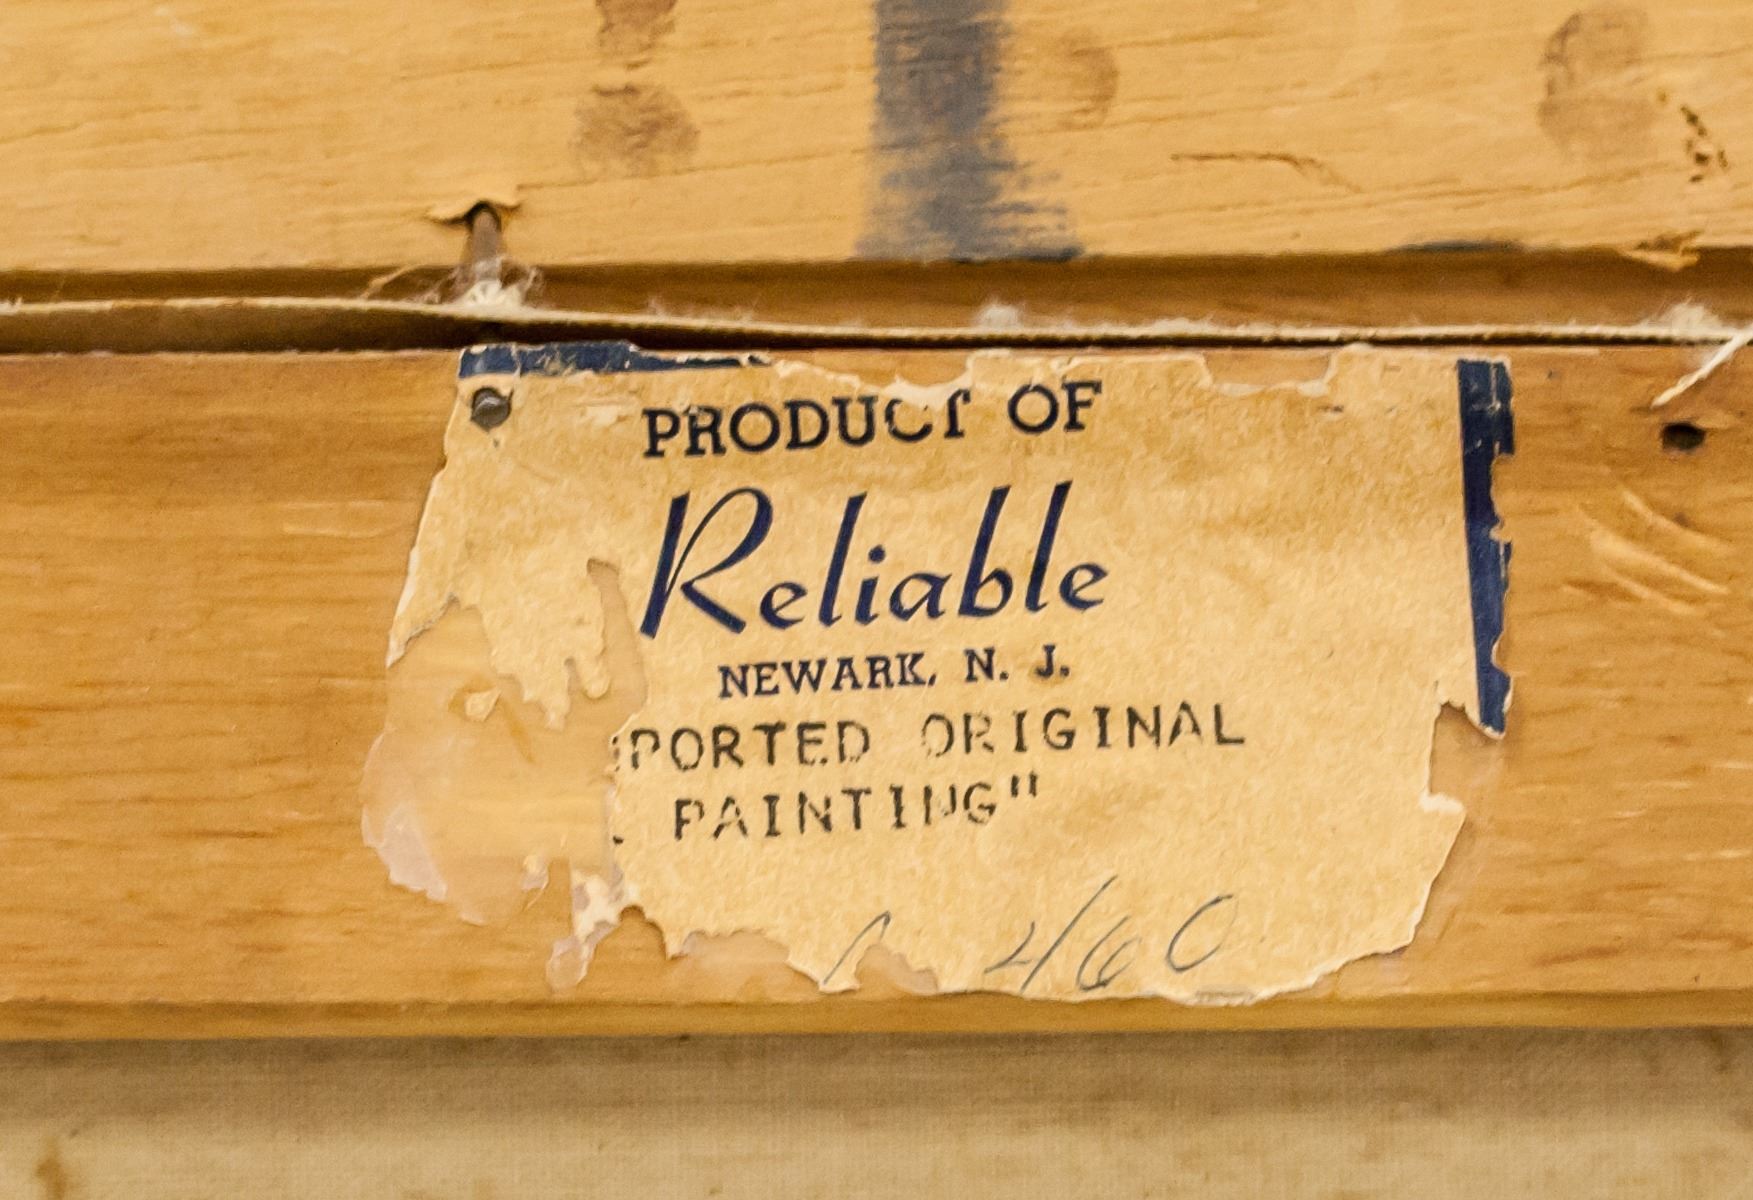 PRODUCT OF
Reliable
NEWARK, N. J.
PORTED ORIGINAL
PAINTING"
460